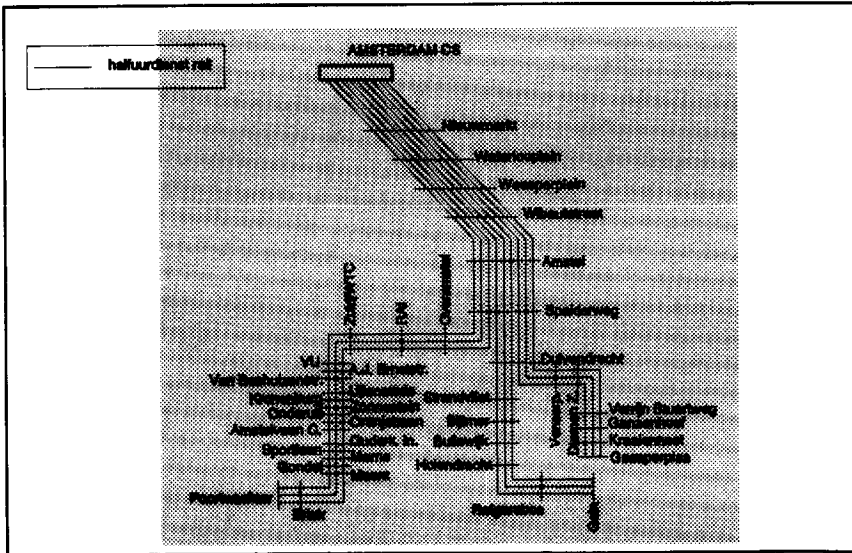 AMSTERDAM CS
halfuurdienst rail
Nieuwmarkt
Waterlooplein
Weesperplein
Wibautstraat
Amstel
Spaklerweg
Duivendrecht
Zuid/WTC
RAI
Overamstel
VU
A.J. Ernststr.
Van Boshuizenstr.
Uilenstede
Kronenburg
Zonnestein
Onderuit
Oranjebaan
Amstelveen C.
Ouderk. ln.
Sportlaan
Marne
Gondel
Meent
Poortwachter
Strandvliet
Bijlmer
Bullewijk
Holendrecht
Reigersbos
Gein
Verrijn Stuartweg
Ganzenhoef
Kraaiennest
Gaasperplas